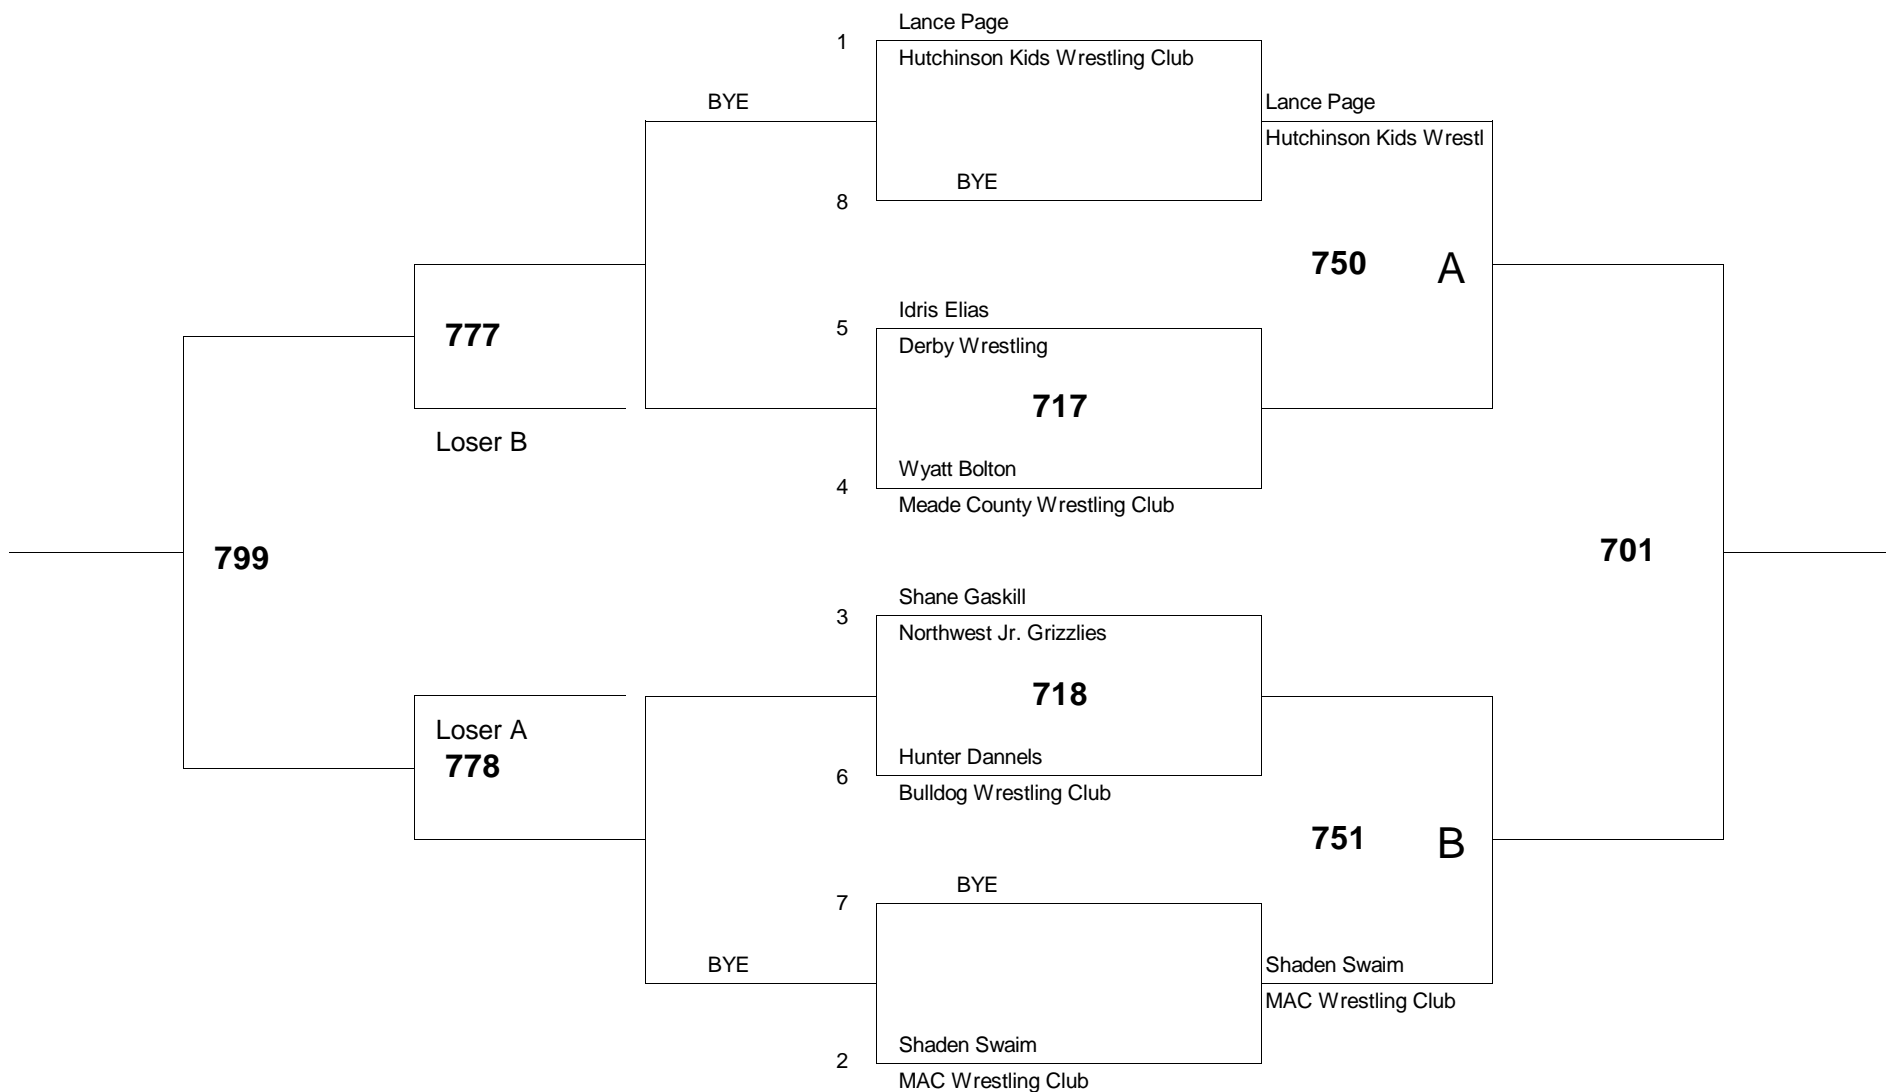 Lance Page
1
Hutchinson Kids Wrestling Club
BYE
Lance Page
Hutchinson Kids Wrestl
BYE
8
750 A
Idris Elias
5
777
Derby Wrestling
717
Loser B
Wyatt Bolton
4
Meade County Wrestling Club
799
701
Shane Gaskill
3
Northwest Jr. Grizzlies
718
Loser A
778
Hunter Dannels
6
Bulldog Wrestling Club
751 B
BYE
7
BYE
Shaden Swaim
MAC Wrestling Club
Shaden Swaim
2
MAC Wrestling Club